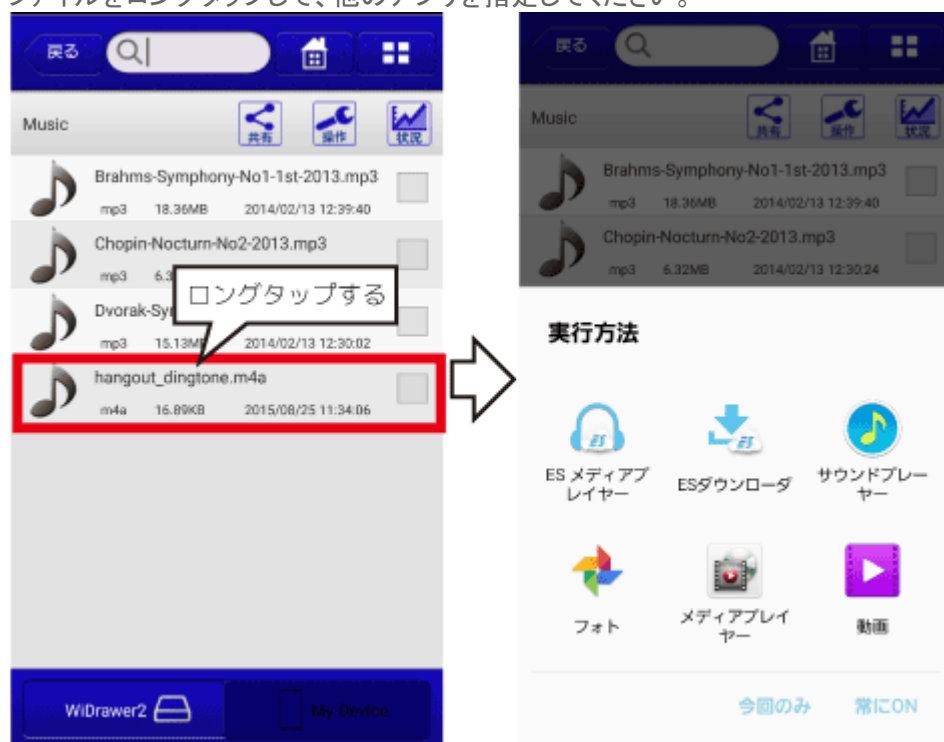 ファイルをロングタップして、他のアプリを指定してください。
戻る
Music
共有
操作
状況
Brahms-Symphony-No1-1st-2013.mp3
mp3 18.36MB 2014/02/13 12:39:40
Chopin-Nocturn-No2-2013.mp3
mp3 6.3
ロングタップする
Dvorak-Sy
mp3 15.13MB 2014/02/13 12:30:02
hangout_dingtone.m4a
m4a 16.89KB 2015/08/25 11:34:06
WiDrawer2
My Device
戻る
Music
共有
操作
状況
Brahms-Symphony-No1-1st-2013.mp3
mp3 18.36MB 2014/02/13 12:39:40
Chopin-Nocturn-No2-2013.mp3
mp3 6.32MB 2014/02/13 12:30:24
実行方法
ES メディアプ
レイヤー
ESダウンローダ
サウンドプレー
ヤー
フォト
メディアプレイ
ヤー
動画
今回のみ
常にON